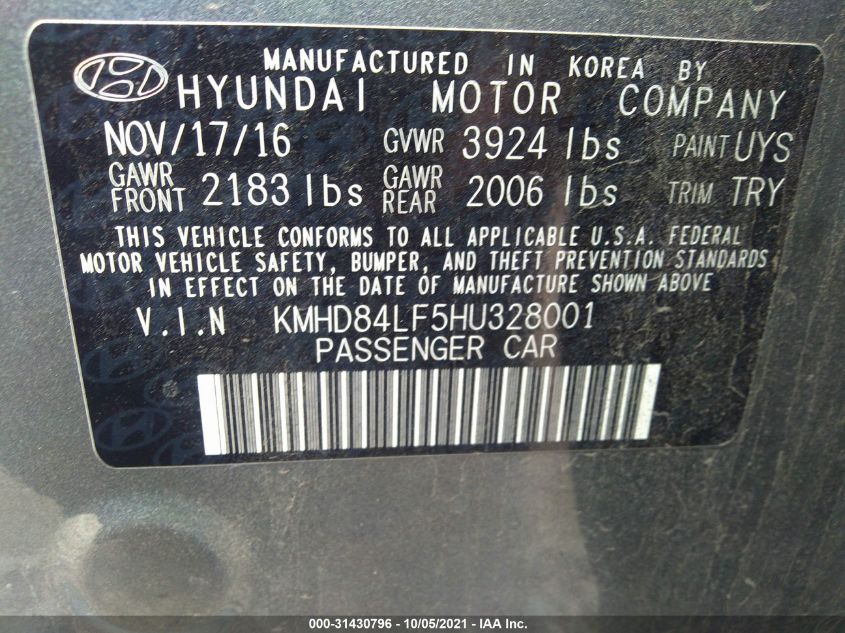 MANUFACTURED IN KOREA BY
HYUNDAI MOTOR COMPANY
NOV/17/16 GVWR 3924 lbs PAINT UYS
GAWR FRONT 2183 lbs GAWR REAR 2006 lbs TRIM TRY
THIS VEHICLE CONFORMS TO ALL APPLICABLE U.S.A. FEDERAL
MOTOR VEHICLE SAFETY, BUMPER, AND THEFT PREVENTION STANDARDS
IN EFFECT ON THE DATE OF MANUFACTURE SHOWN ABOVE
V.I.N KMHD84LF5HU328001
PASSENGER CAR
000-31430796 - 10/05/2021 - IAA Inc.